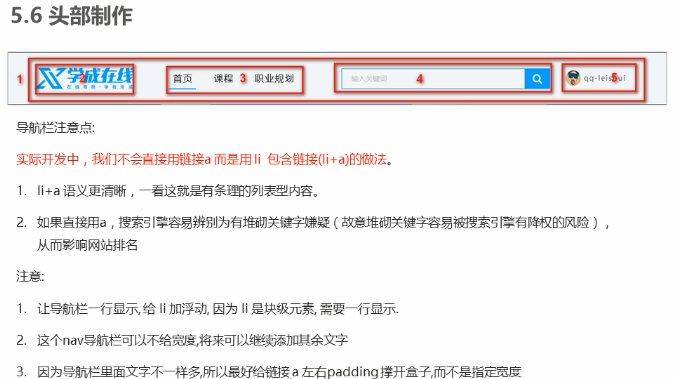 5.6 头部制作
1
2
3
4
5
学成在线
首页 课程 职业规划
输入关键词
qq-leishui
导航栏注意点:
实际开发中，我们不会直接用链接a 而是用 li 包含链接(li+a)的做法。
1. li+a 语义更清晰，一看这就是有条理的列表型内容。
2. 如果直接用a，搜索引擎容易辨别为有堆砌关键字嫌疑（故意堆砌关键字容易被搜索引擎有降权的风险），
从而影响网站排名
注意:
1. 让导航栏一行显示, 给 li 加浮动, 因为 li 是块级元素, 需要一行显示.
2. 这个nav导航栏可以不给宽度,将来可以继续添加其余文字
3. 因为导航栏里面文字不一样多,所以最好给链接 a 左右padding 撑开盒子,而不是指定宽度